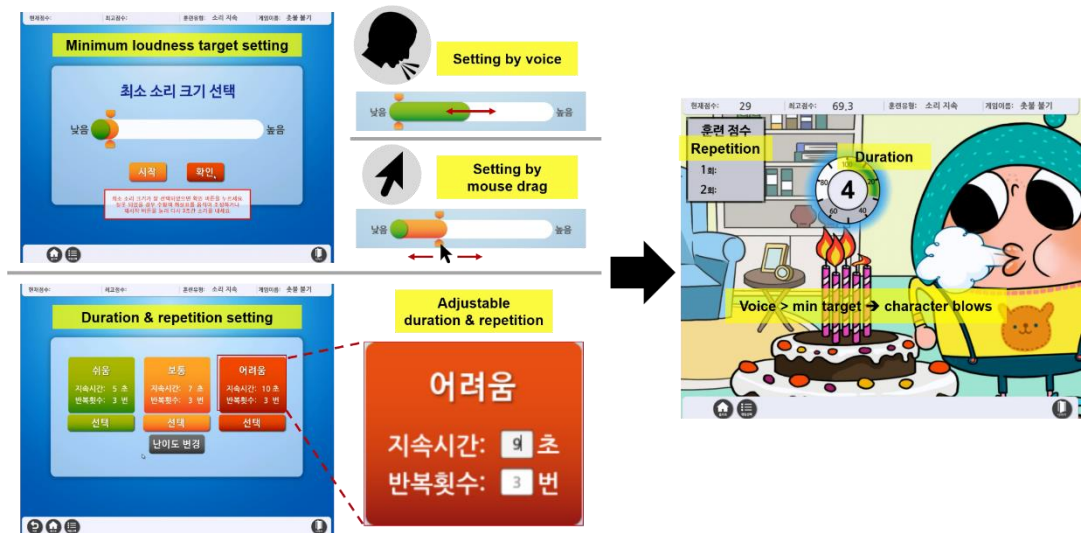 현재점수: 최고점수: 훈련유형: 소리 지속 게임이름: 촛불 불기
Minimum loudness target setting
최소 소리 크기 선택
낮음 높음
시작 확인
Setting by voice
낮음 높음
Setting by
mouse drag
낮음 높음
현재점수: 최고점수: 훈련유형: 소리 지속 게임이름: 촛불 불기
Duration & repetition setting
쉬움 보통 어려움
지속시간: 5 초 지속시간: 7 초 지속시간: 10 초
반복횟수: 3 번 반복횟수: 3 번 반복횟수: 3 번
선택 선택 선택
난이도 변경
Adjustable
duration & repetition
어려움
지속시간: 9 초
반복횟수: 3 번
현재점수: 29 최고점수: 69,3 훈련유형: 소리 지속 게임이름: 촛불 불기
훈련 점수
Repetition
1회:
2회:
Duration
100
20
80
4
60 40
Voice > min target → character blows